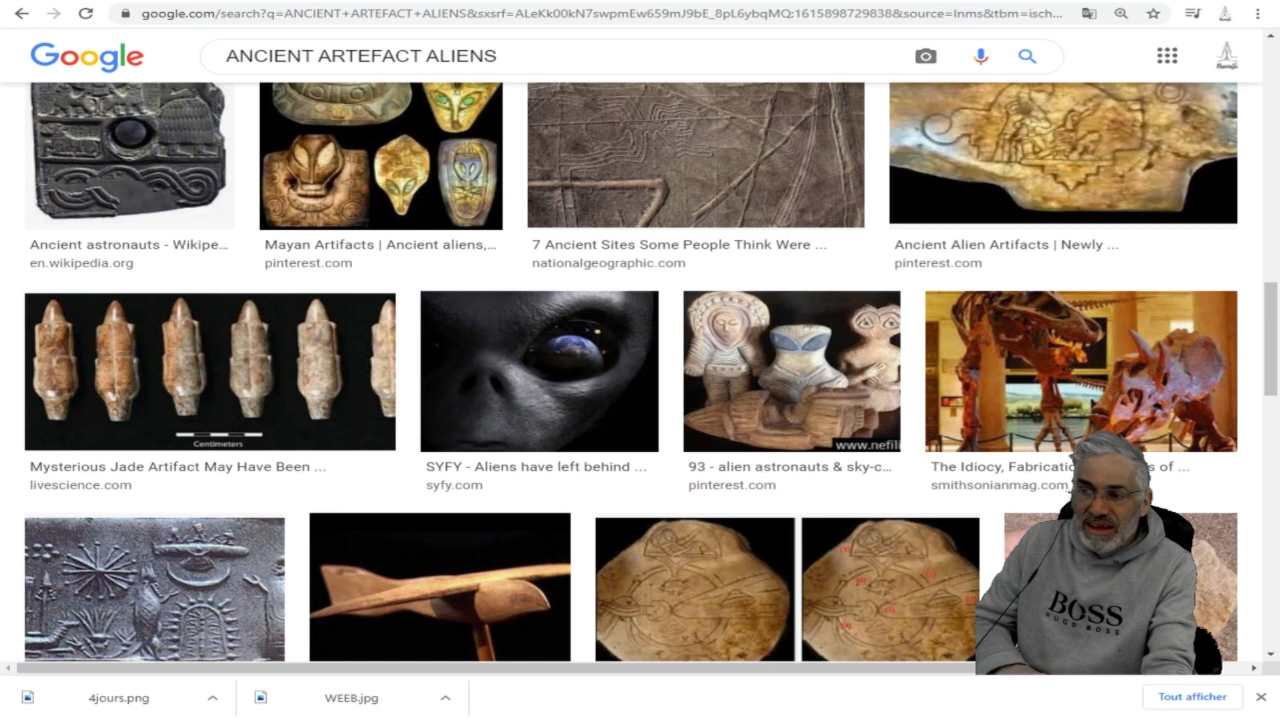 google.com/search?q=ANCIENT+ARTEFACT+ALIENS&sxsrf=ALeKk00kN7swpmEw659mJ9bE_8pL6ybqMQ:1615898729838&source=lnms&tbm=isch...
Google
ANCIENT ARTEFACT ALIENS
Ancient astronauts - Wikipe...
en.wikipedia.org
Mayan Artifacts | Ancient aliens,...
pinterest.com
7 Ancient Sites Some People Think Were ...
nationalgeographic.com
Ancient Alien Artifacts | Newly ...
pinterest.com
Centimeters
www.nefili
Mysterious Jade Artifact May Have Been ...
livescience.com
SYFY - Aliens have left behind ...
syfy.com
93 - alien astronauts & sky-c...
pinterest.com
The Idiocy, Fabricatio
s of ...
smithsonianmag.com
BOSS
HUGO BOSS
4jours.png
WEEB.jpg
Tout afficher